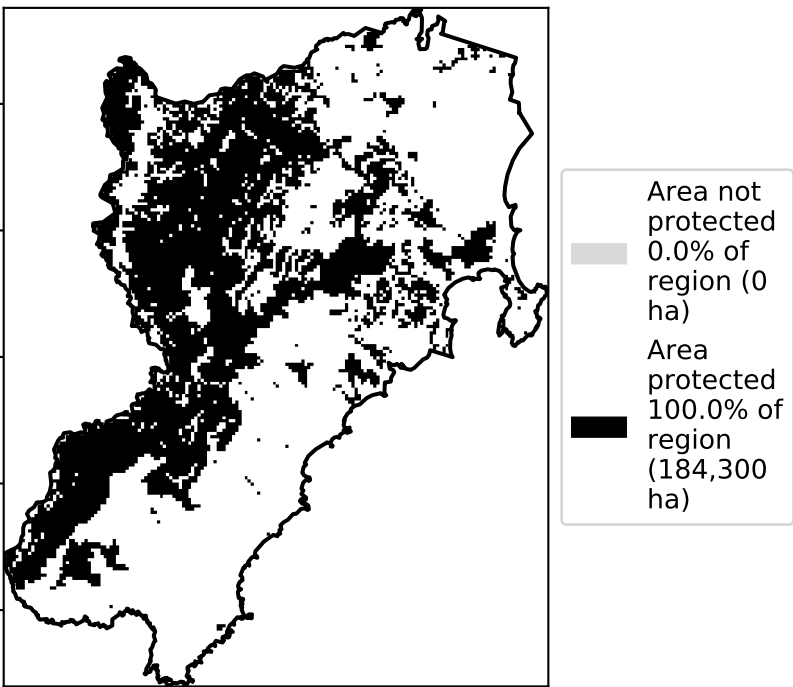 Area not
protected
0.0% of
region (0
ha)
Area
protected
100.0% of
region
(184,300
ha)